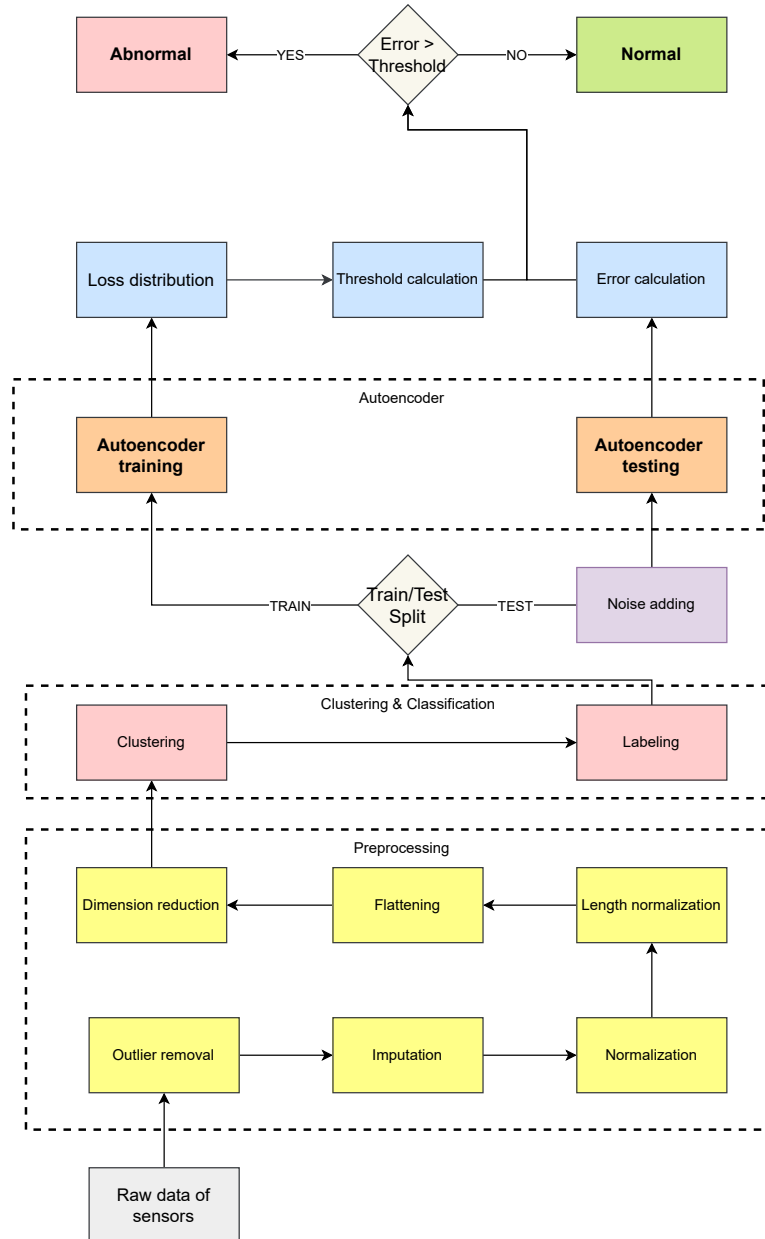 Abnormal
YES
Error >
Threshold
NO
Normal
Loss distribution
Threshold calculation
Error calculation
Autoencoder
Autoencoder
training
Autoencoder
testing
TRAIN
Train/Test
Split
TEST
Noise adding
Clustering & Classification
Clustering
Labeling
Preprocessing
Dimension reduction
Flattening
Length normalization
Outlier removal
Imputation
Normalization
Raw data of
sensors